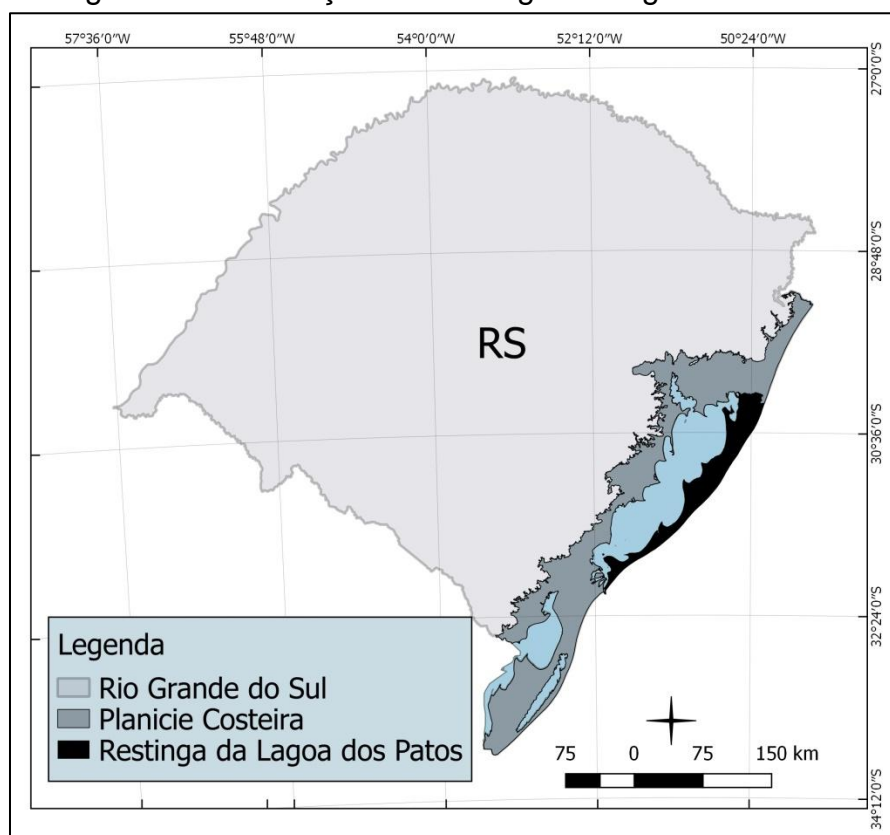 57°36'0"W 55°48'0"W 54°0'0"W 52°12'0"W 50°24'0"W
27°0'0"S
28°48'0"S
RS
30°36'0"S
32°24'0"S
Legenda
Rio Grande do Sul
Planicie Costeira
Restinga da Lagoa dos Patos
75 0 75 150 km
34°12'0"S